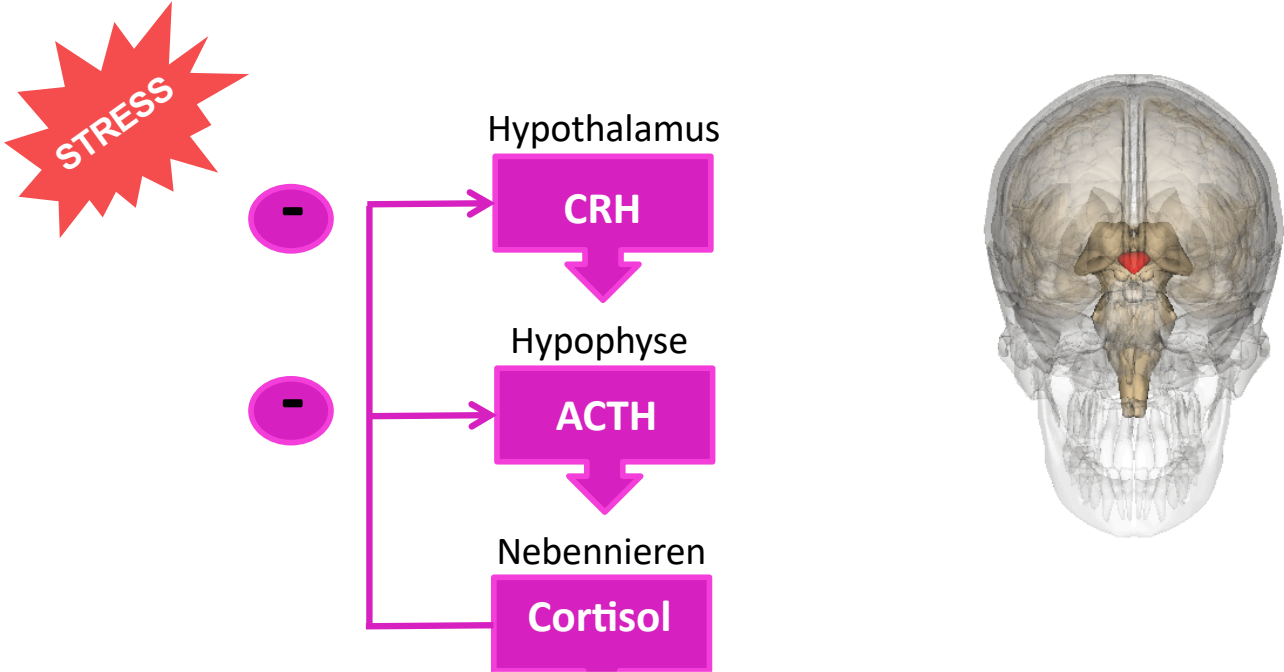 STRESS
Hypothalamus
-
CRH
Hypophyse
-
ACTH
Nebennieren
Cortisol